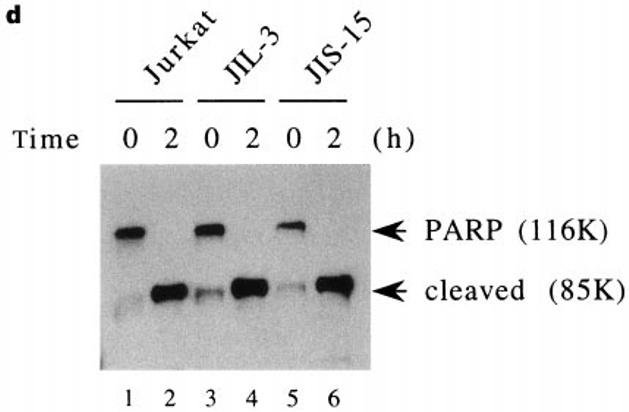 d
Jurkat JIL-3 JIS-15
Time 0 2 0 2 0 2 (h)
PARP (116K)
cleaved (85K)
1 2 3 4 5 6